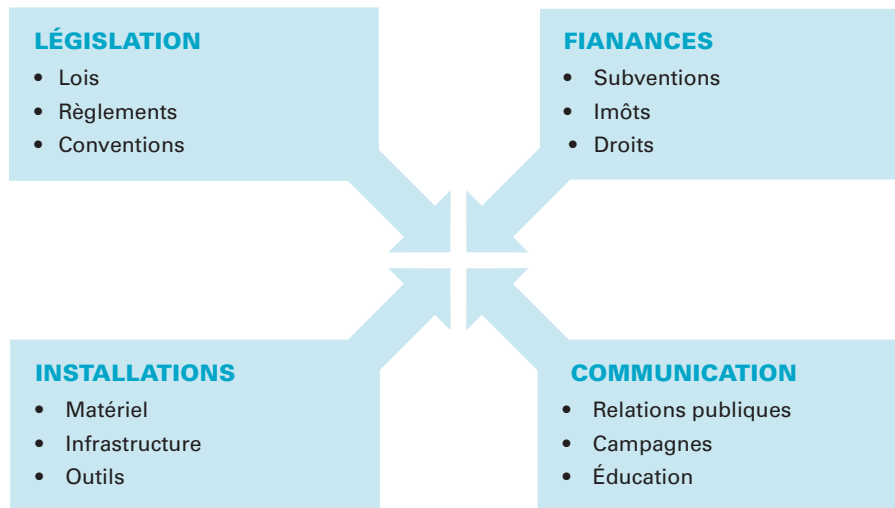 LÉGISLATION
• Lois
• Règlements
• Conventions
FIANANCES
• Subventions
• Imôts
• Droits
INSTALLATIONS
• Matériel
• Infrastructure
• Outils
COMMUNICATION
• Relations publiques
• Campagnes
• Éducation